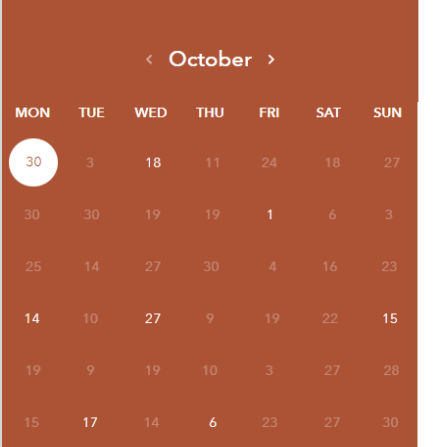 ‹ October ›
MON TUE WED THU FRI SAT SUN
30 3 18 11 24 18 27
30 30 19 19 1 6 3
25 14 27 30 4 16 23
14 10 27 9 19 22 15
19 9 19 10 3 27 28
15 17 14 6 23 27 30